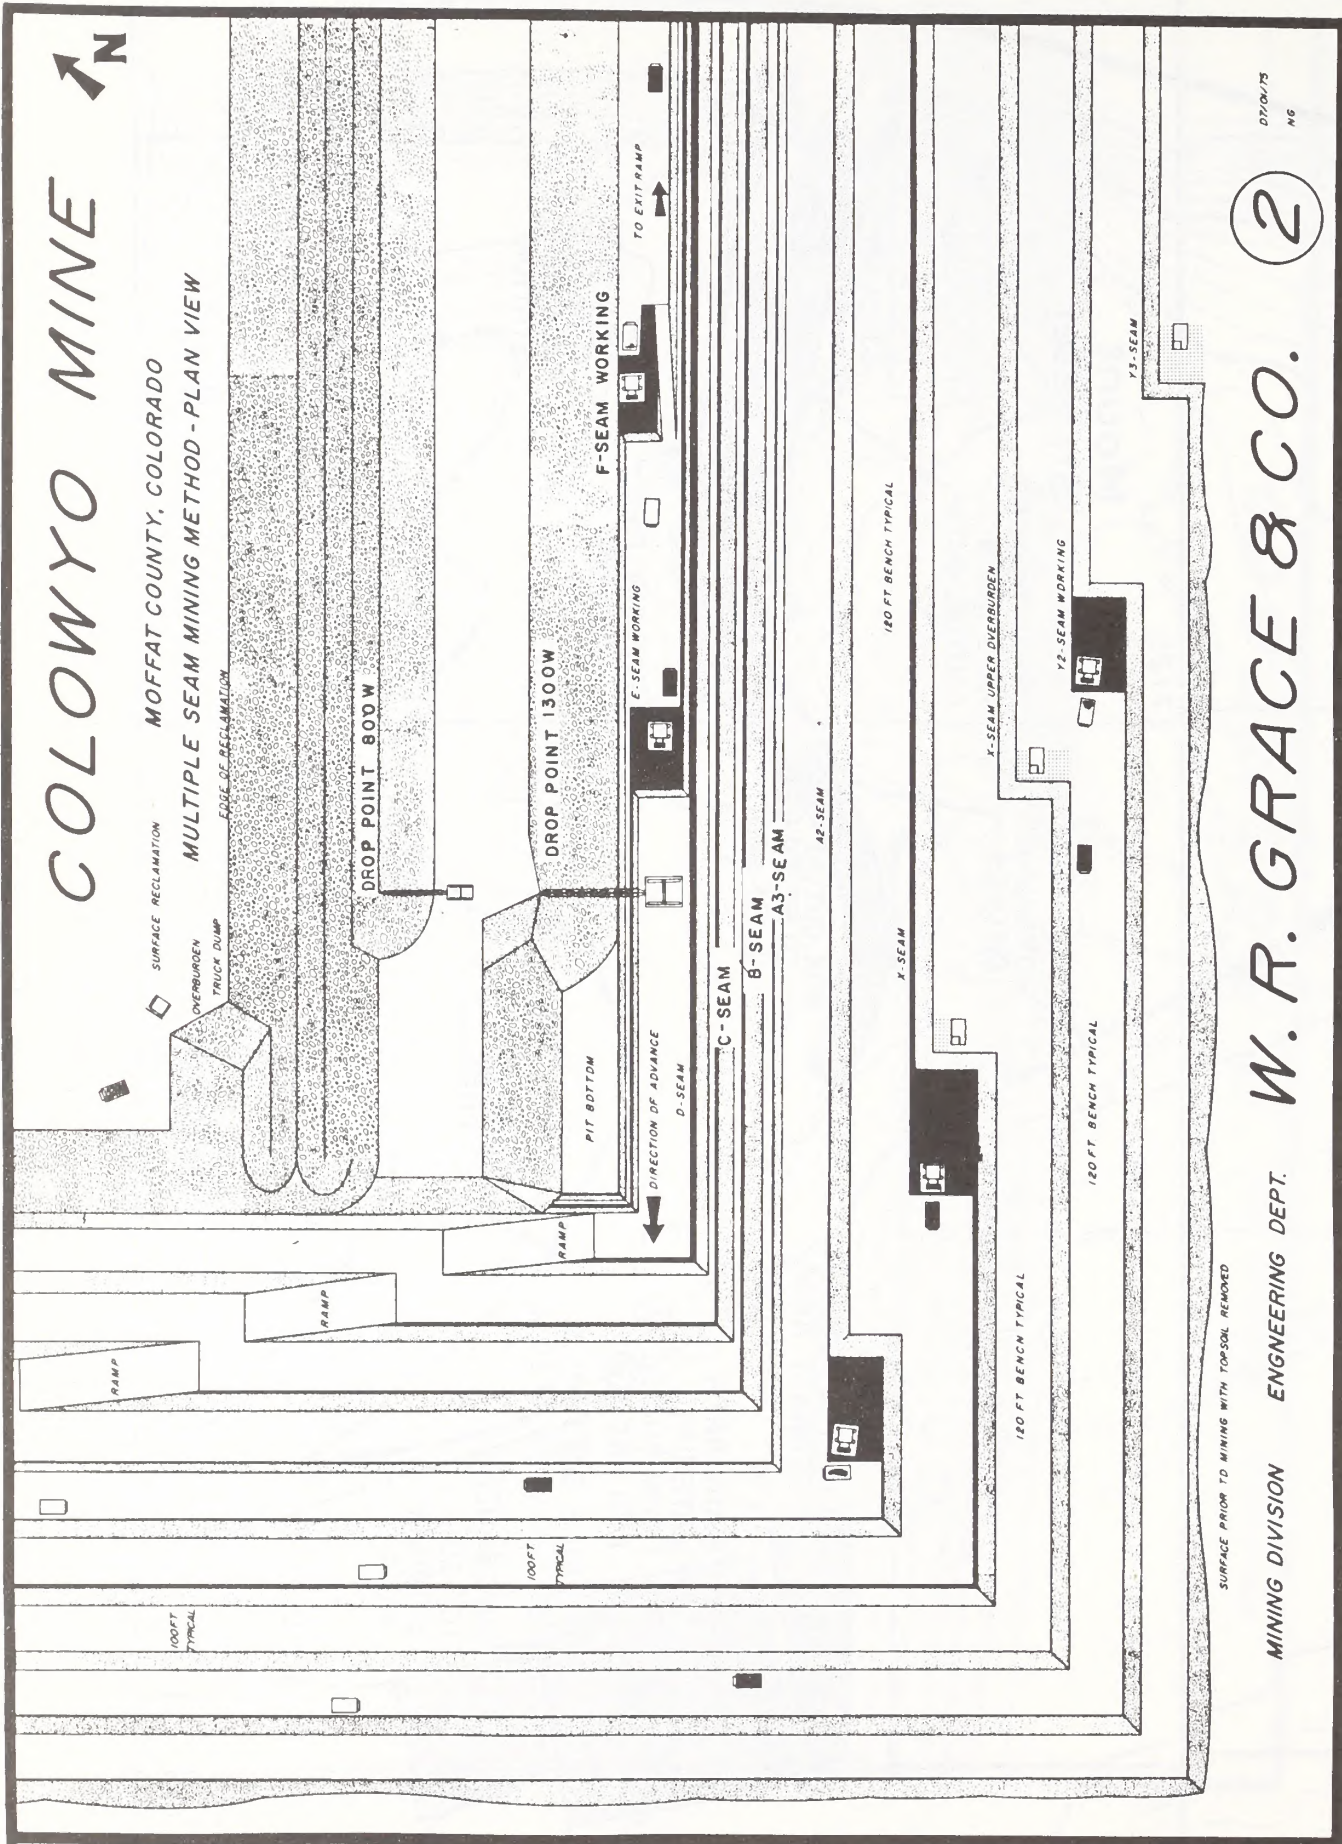 N
COLOWYO MINE
SURFACE RECLAMATION
MOFFAT COUNTY, COLORADO
MULTIPLE SEAM MINING METHOD - PLAN VIEW
OVERBURDEN
TRUCK DUMP
EDGE OF RECLAMATION
DROP POINT 800W
DROP POINT 1300W
F-SEAM WORKING
TO EXIT RAMP
E-SEAM WORKING
PIT BOTTOM
DIRECTION OF ADVANCE
D-SEAM
C-SEAM
B-SEAM
A3-SEAM
A2-SEAM
120 FT BENCH TYPICAL
X-SEAM
X-SEAM UPPER OVERBURDEN
Y2-SEAM WORKING
Y3-SEAM
RAMP
RAMP
RAMP
100FT
TYPICAL
100FT
TYPICAL
120 FT BENCH TYPICAL
120 FT BENCH TYPICAL
SURFACE PRIOR TO MINING WITH TOPSOIL REMOVED
MINING DIVISION ENGNEERING DEPT.
W. R. GRACE & CO.
2
07/01/75
NG